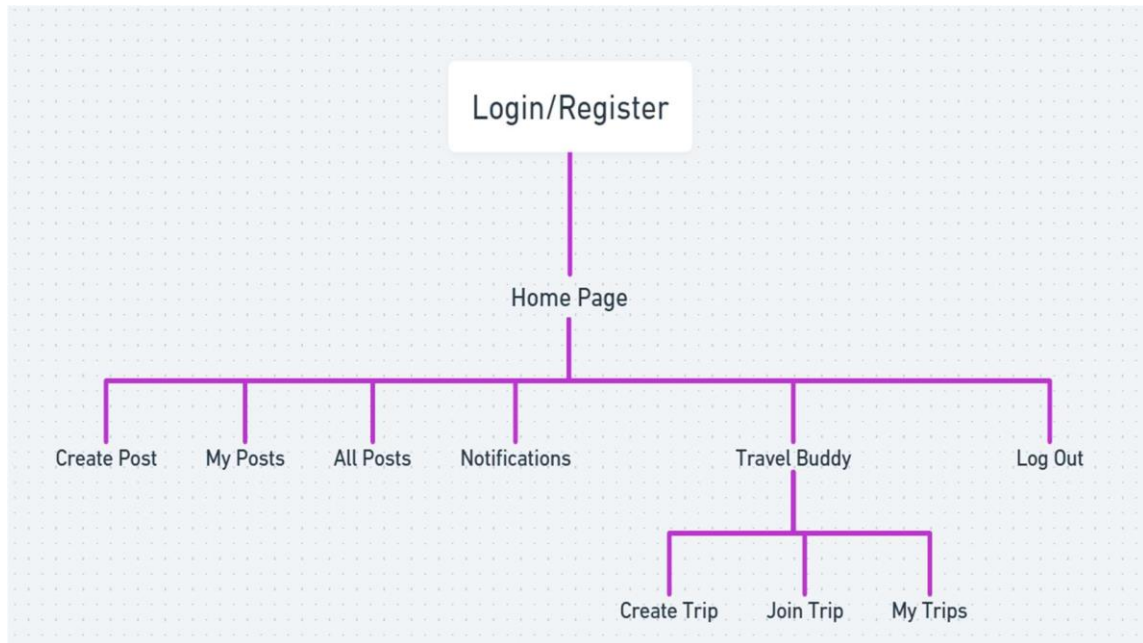 Login/Register
Home Page
Create Post
My Posts
All Posts
Notifications
Travel Buddy
Log Out
Create Trip
Join Trip
My Trips